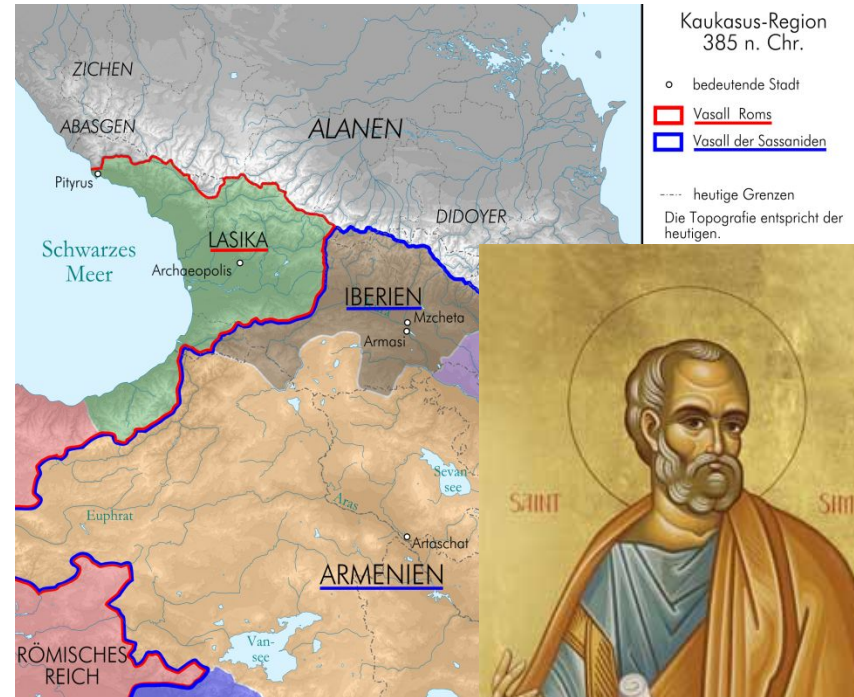 Kaukasus-Region
385 n. Chr.
bedeutende Stadt
Vasall Roms
Vasall der Sassaniden
heutige Grenzen
Die Topografie entspricht der
heutigen.
ZICHEN
ABASGEN
ALANEN
Pityrus
DIDOYER
LASIKA
Schwarzes
Meer
Archaeopolis
IBERIEN
Mzcheta
Armasi
Sevan-
see
Euphrat
Aras
Artaschat
ARMENIEN
Van-
see
RÖMISCHES
REICH
SAINT
SIM